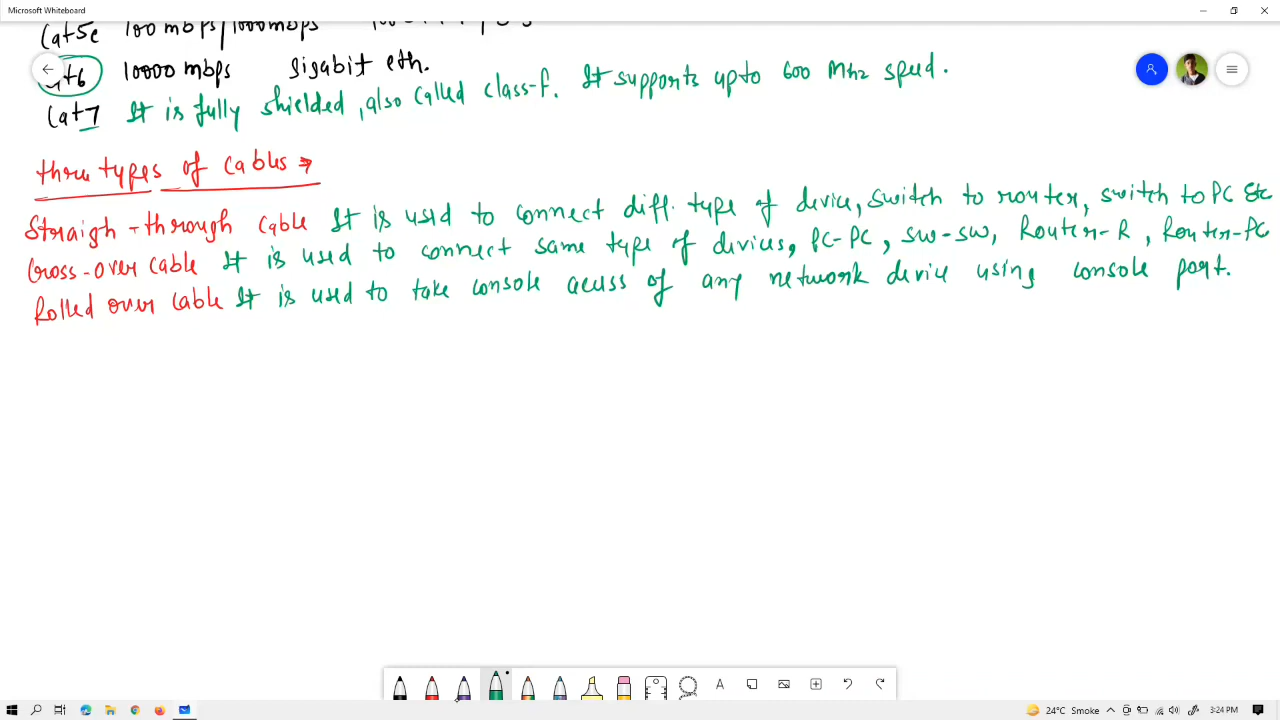 Microsoft Whiteboard
Cat5e 100 mbps/1000mbps
t6 10000 mbps gigabit eth.
Cat7 It is fully shielded, also called class-f. It supports upto 600 Mhz speed.
three types of cables →
Straigh-through cable It is used to connect diff. type of device, switch to router, switch to PC etc
Cross-over cable It is used to connect same type of devices, PC-PC, sw-sw, Router-R, Router-PC
Rolled over cable It is used to take console access of any network device using console port.
A
24°C Smoke
3:24 PM